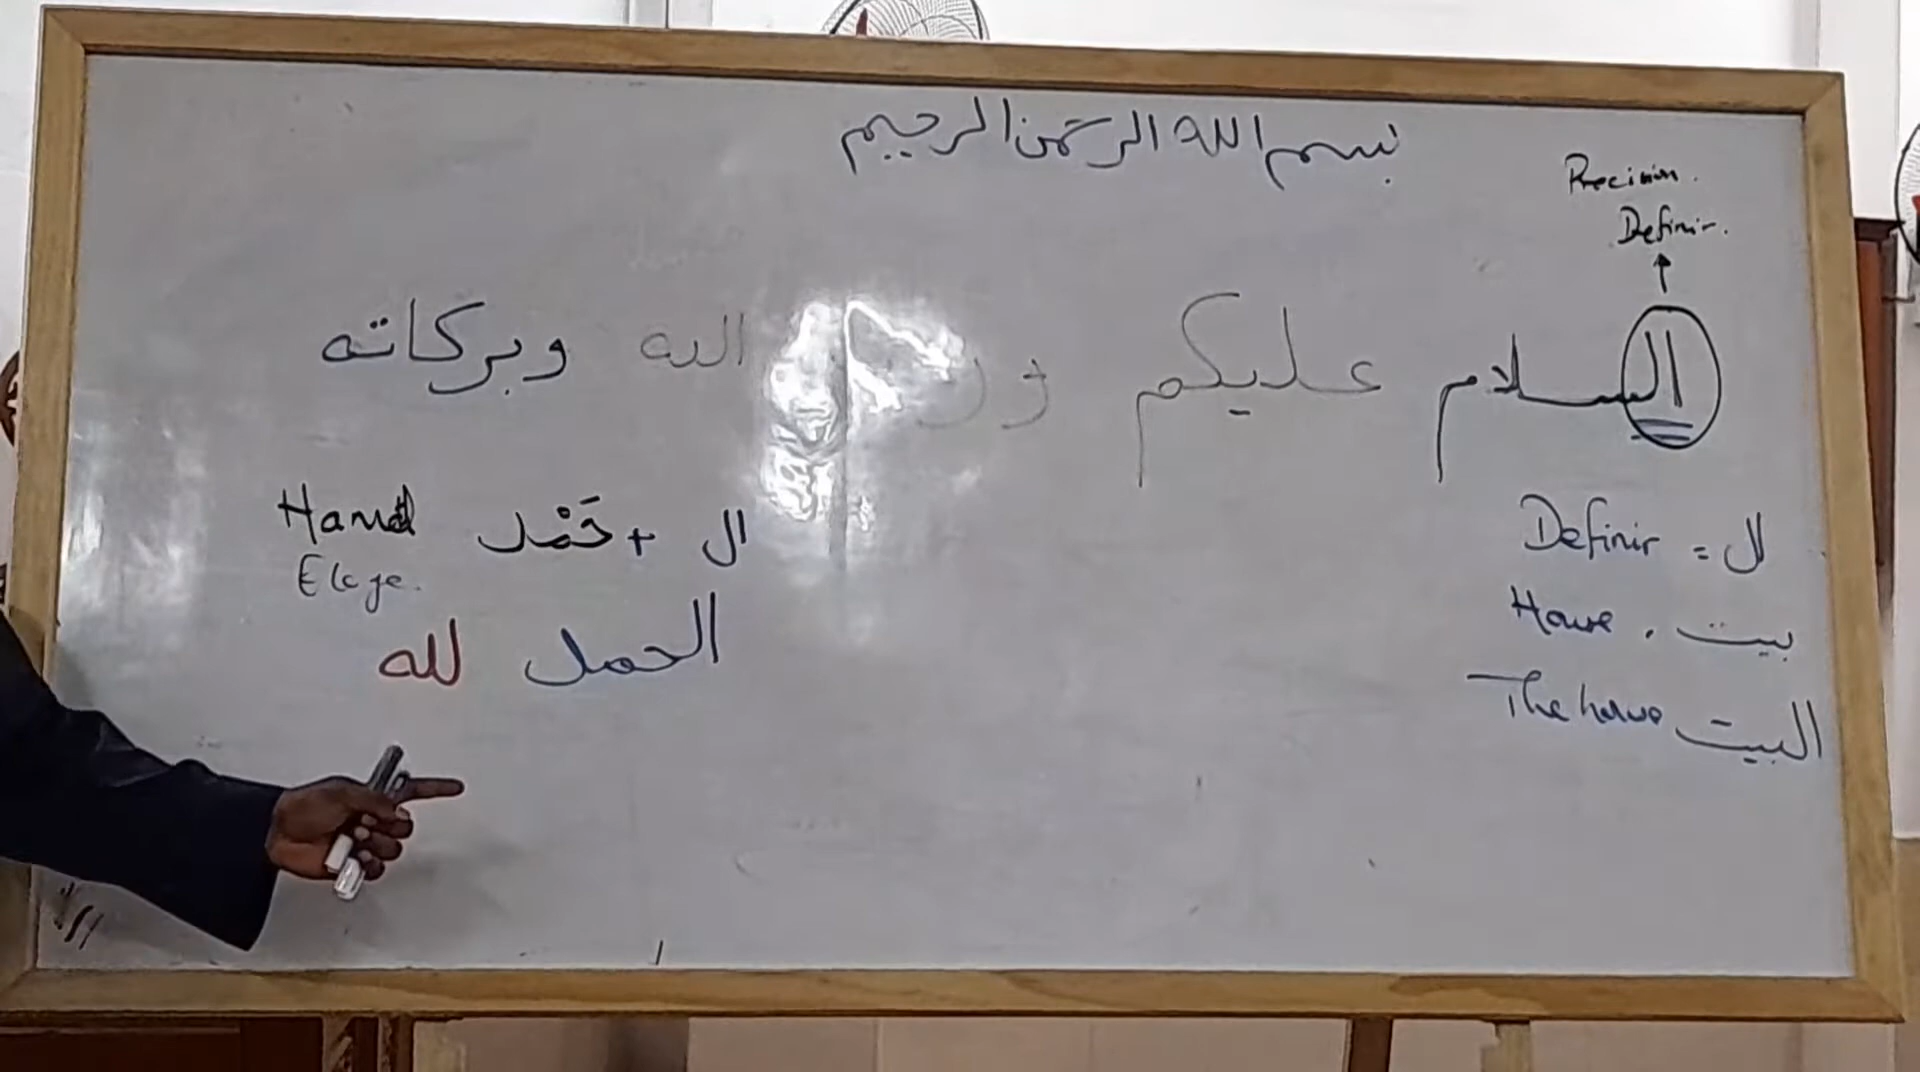 بسم الله الرحمن الرحيم
Precision.
Definir.
السلام عليكم الله وبركاته
ال + حَمْد Hamd
Eloge.
الحمد لله
ال = Definir
بيت . House
البيت The house